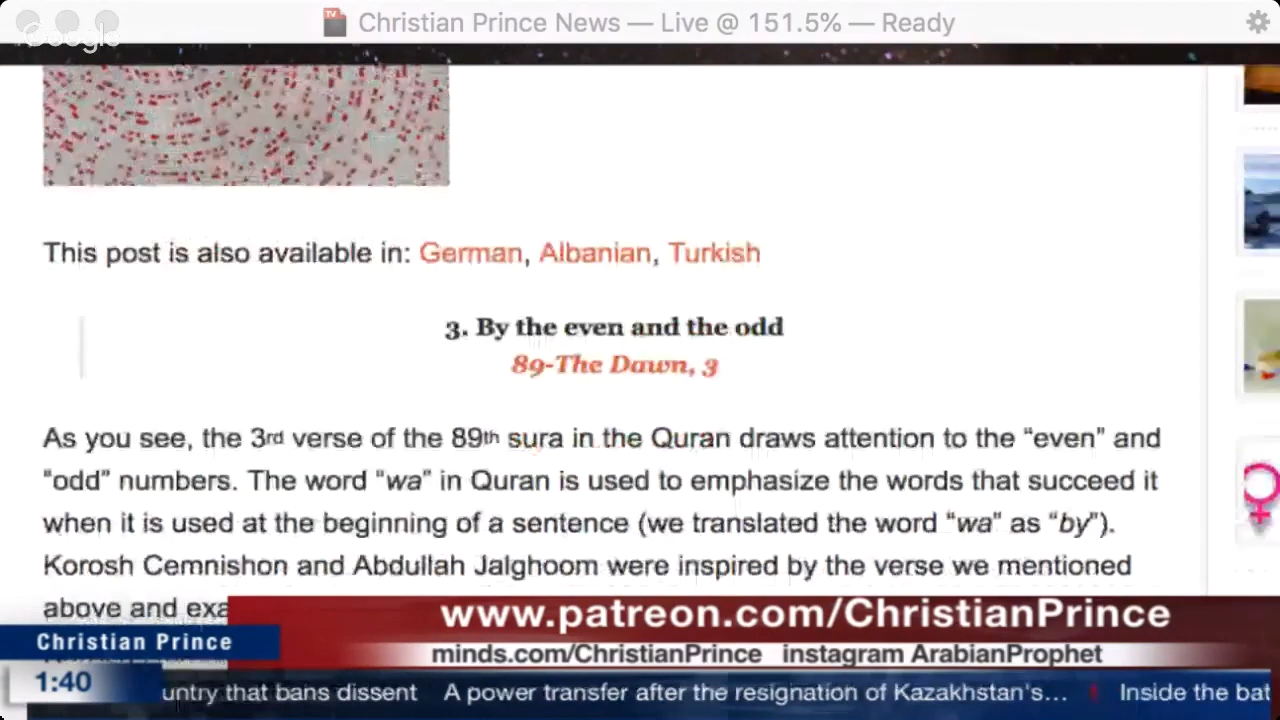 TV
Christian Prince News — Live @ 151.5% — Ready
Google
This post is also available in: German, Albanian, Turkish
3. By the even and the odd
89-The Dawn, 3
As you see, the 3rd verse of the 89th sura in the Quran draws attention to the “even” and
“odd” numbers. The word “wa” in Quran is used to emphasize the words that succeed it
when it is used at the beginning of a sentence (we translated the word “wa” as “by”).
Korosh Cemnishon and Abdullah Jalghoom were inspired by the verse we mentioned
above and exa
www.patreon.com/ChristianPrince
Christian Prince
minds.com/ChristianPrince instagram ArabianProphet
1:40
untry that bans dissent A power transfer after the resignation of Kazakhstan's... Inside the bat